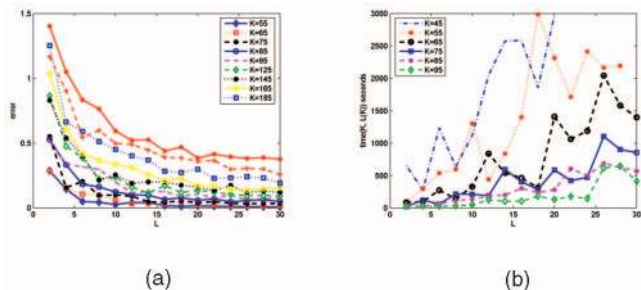 1.5
1
0.5
0
0 5 10 15 20 25 30
error
L
K=55
K=65
K=75
K=85
K=95
K=125
K=145
K=165
K=185
(a)
3000
2500
2000
1500
1000
500
0
0 5 10 15 20 25 30
time(K, L(K)) seconds
L
K=45
K=55
K=65
K=75
K=85
K=95
(b)